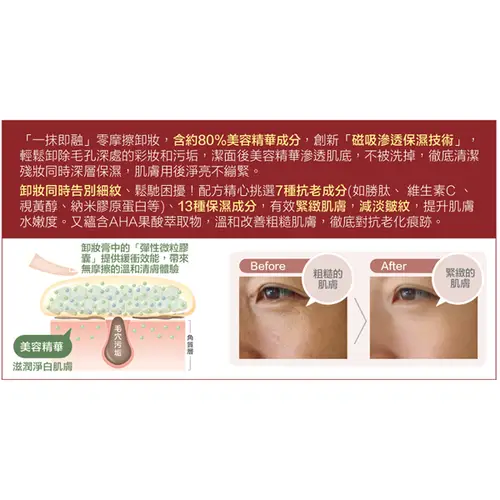 「一抹即融」零摩擦卸妝，含約80%美容精華成分，創新「磁吸滲透保濕技術」，
輕鬆卸除毛孔深處的彩妝和污垢，潔面後美容精華滲透肌底，不被洗掉，徹底清潔
殘妝同時深層保濕，肌膚用後淨亮不繃緊。
卸妝同時告別細紋、鬆馳困擾！配方精心挑選7種抗老成分(如勝肽、 維生素C、
視黃醇、納米膠原蛋白等)、13種保濕成分，有效緊緻肌膚，減淡皺紋，提升肌膚
水嫩度。又蘊含AHA果酸萃取物，溫和改善粗糙肌膚，徹底對抗老化痕跡。
卸妝膏中的「彈性微粒膠
囊」提供緩衝效能，帶來
無摩擦的溫和清膚體驗
毛穴污垢
角質層
美容精華
滋潤淨白肌膚
Before
粗糙的
肌膚
After
緊緻的
肌膚